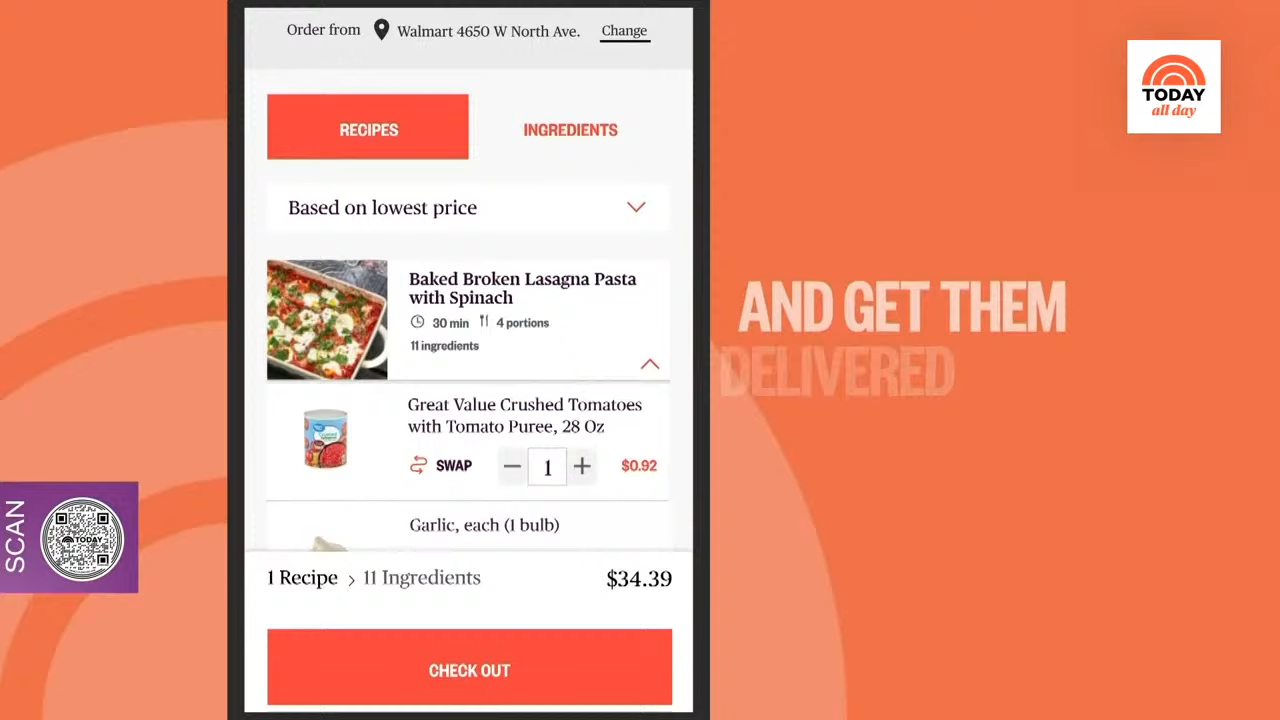 Order from Walmart 4650 W North Ave. Change
RECIPES INGREDIENTS
Based on lowest price
Baked Broken Lasagna Pasta
with Spinach
30 min 4 portions
11 ingredients
Great Value Crushed Tomatoes
with Tomato Puree, 28 Oz
SWAP 1 $0.92
Garlic, each (1 bulb)
1 Recipe > 11 Ingredients $34.39
CHECK OUT
AND GET THEM
DELIVERED
TODAY
all day
SCAN
TODAY